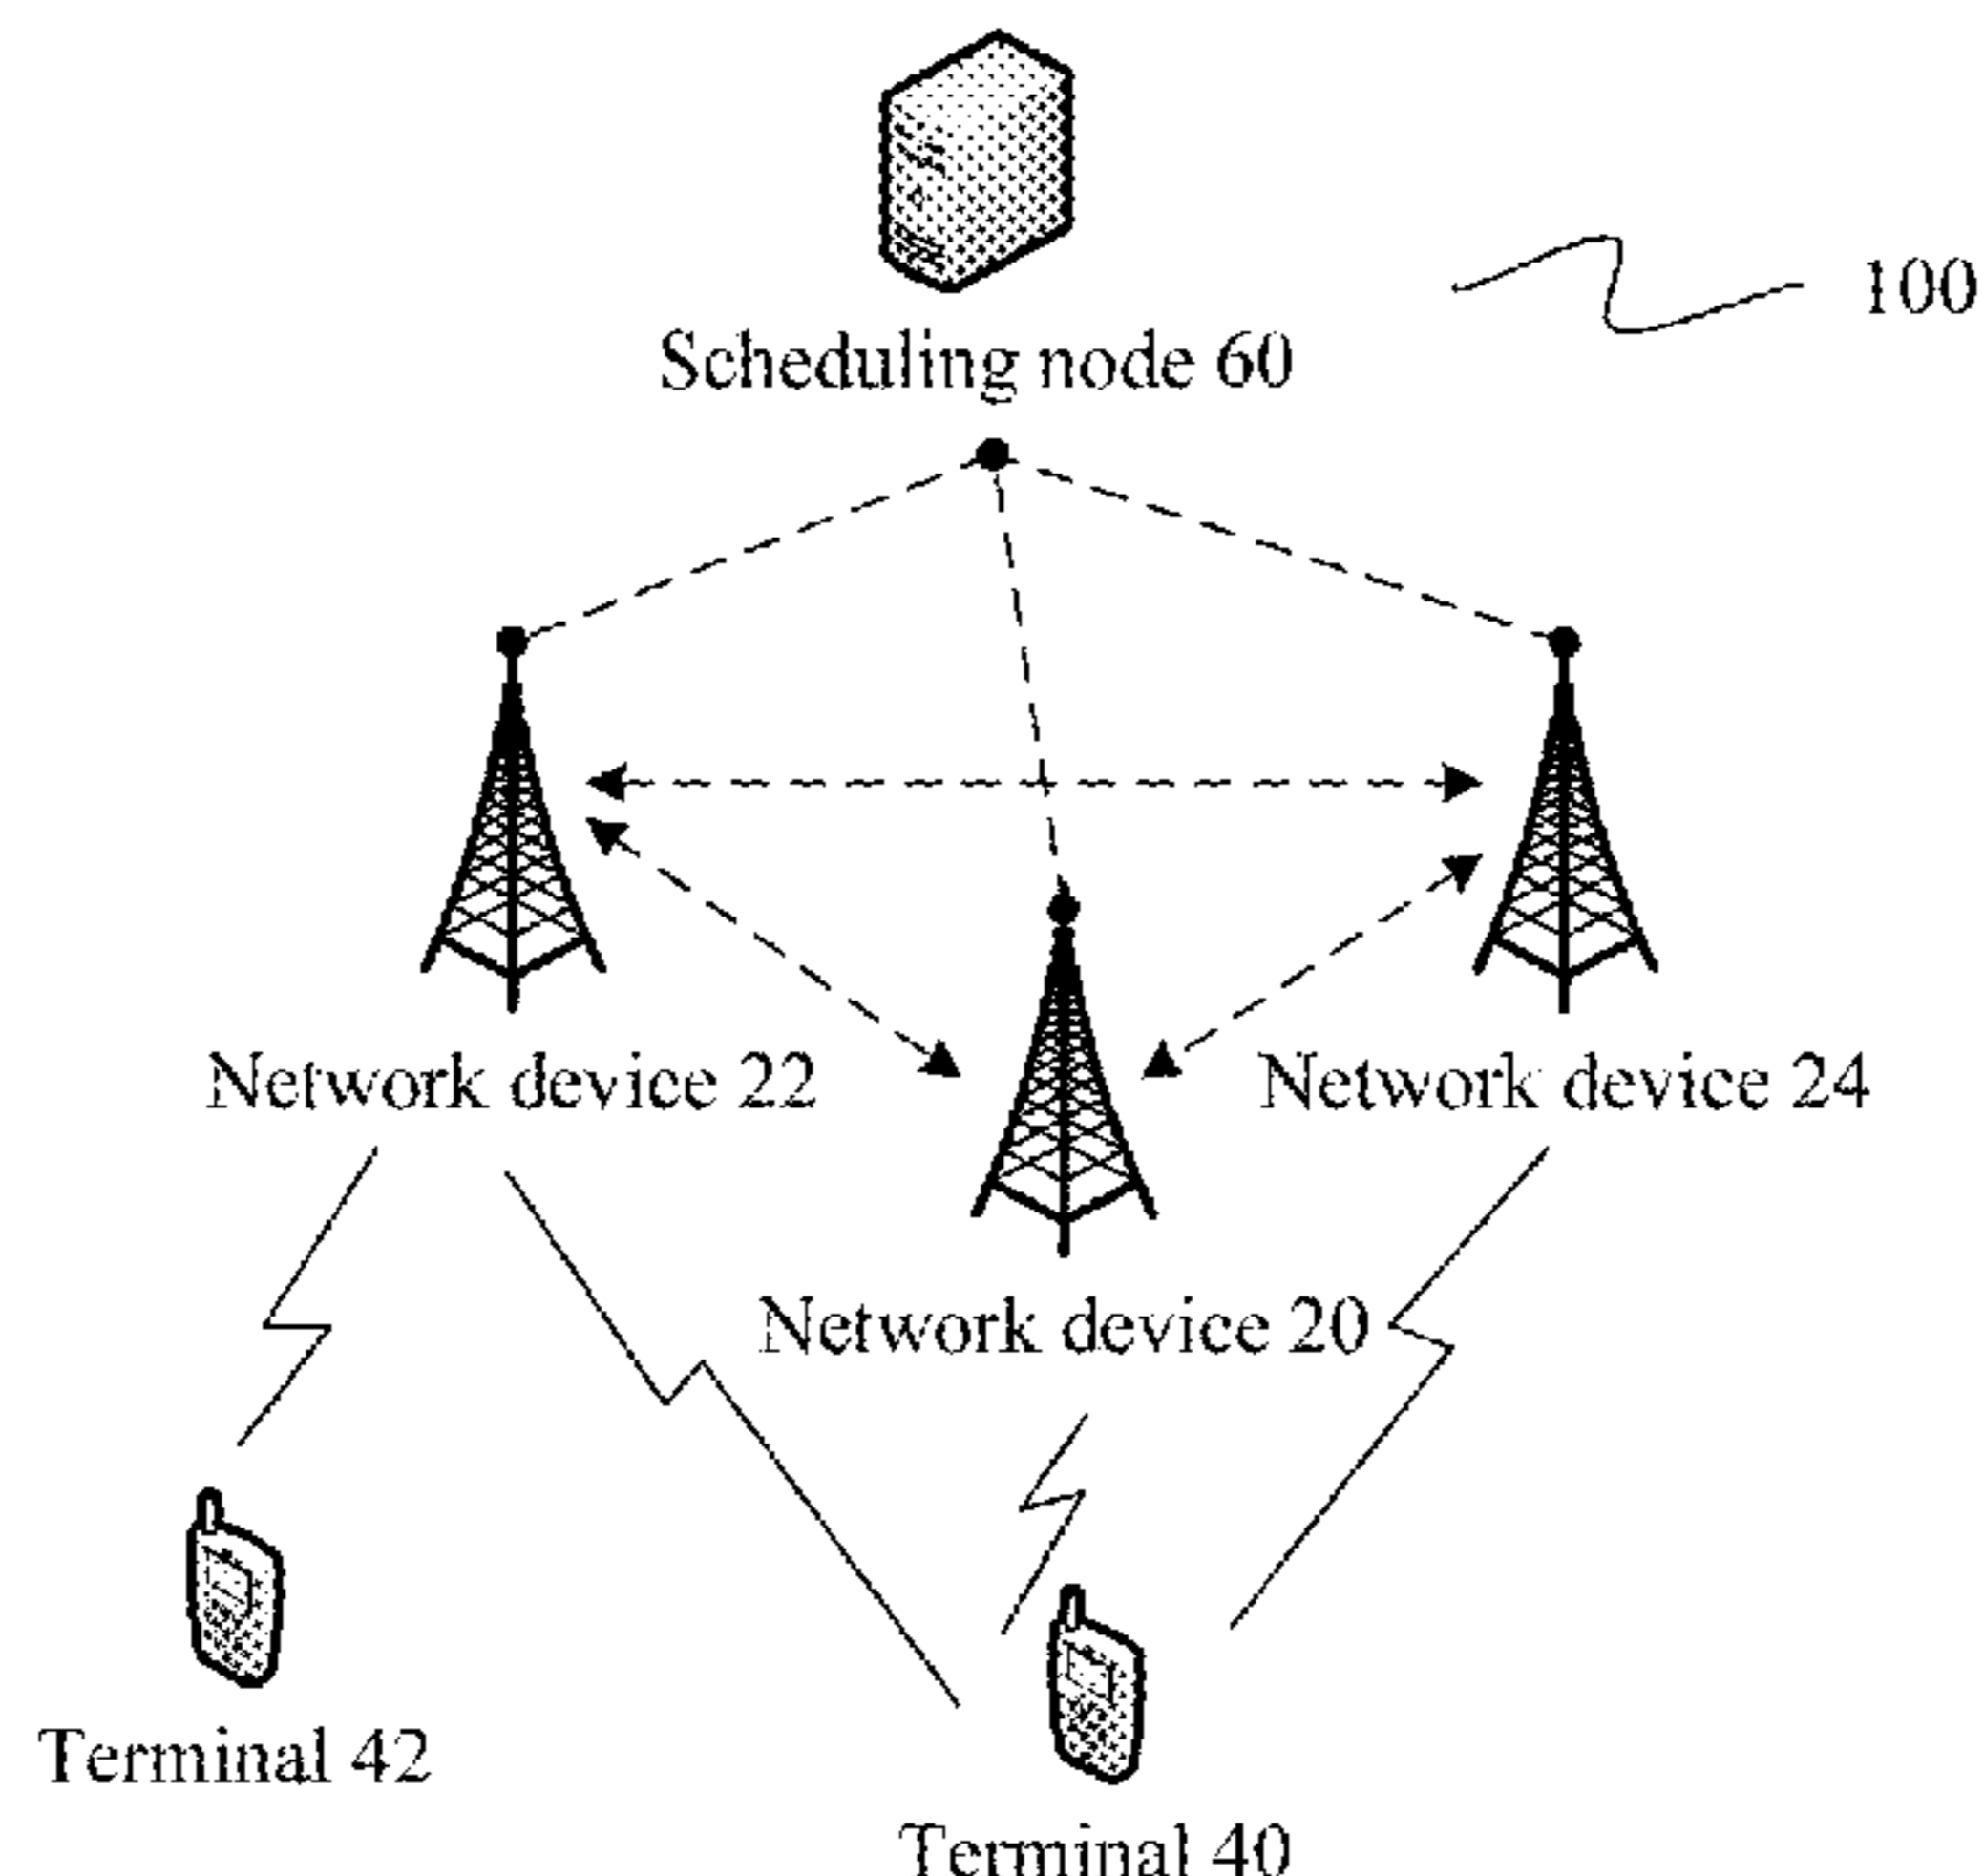 100
Scheduling node 60
Network device 22
Network device 24
Network device 20
Terminal 42
Terminal 40